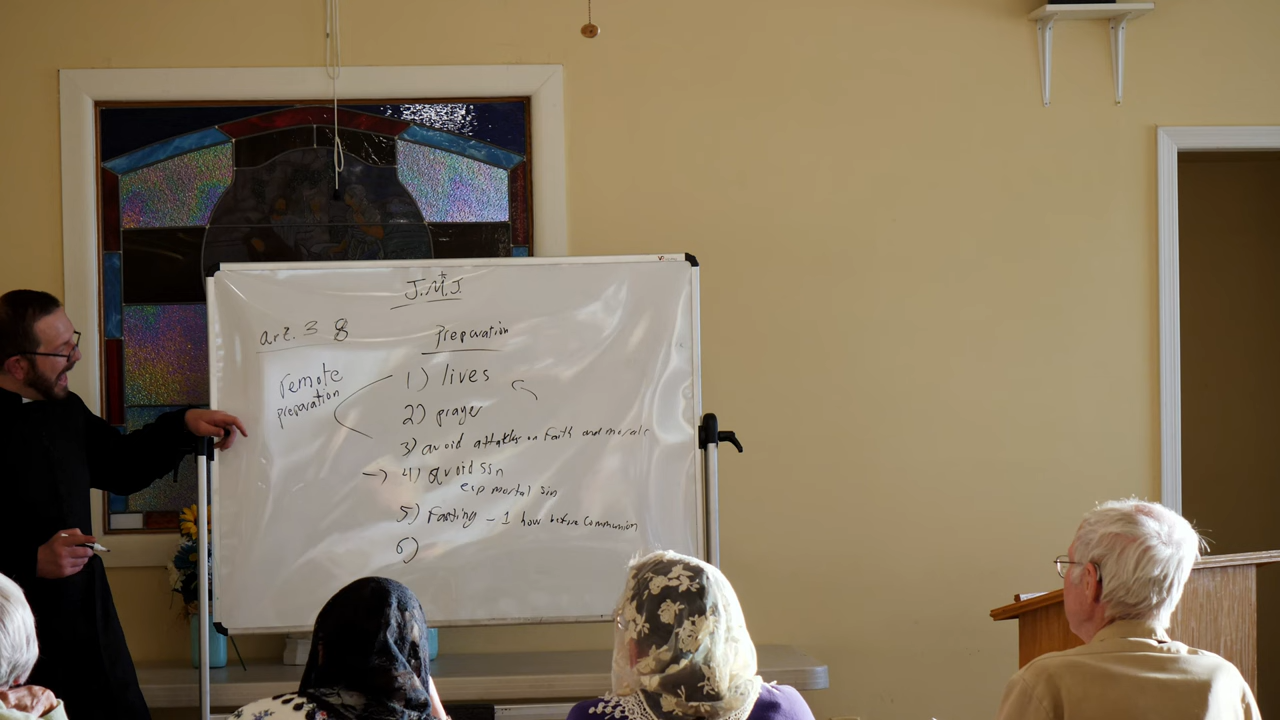 J.M.J.
art. 3 8
Preparation
remote
preparation
1) lives
2) prayer
3) avoid attacks on Faith and morals
→ 4) avoid sin
esp mortal sin
5) Fasting - 1 hour before Communion
6)